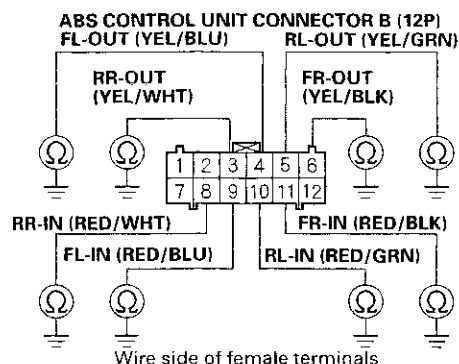 ABS CONTROL UNIT CONNECTOR B (12P)
FL-OUT (YEL/BLU) RL-OUT (YEL/GRN)
RR-OUT FR-OUT
(YEL/WHT) (YEL/BLK)
Ω Ω Ω Ω
1 2 3 4 5 6
7 8 9 10 11 12
RR-IN (RED/WHT) FR-IN (RED/BLK)
FL-IN (RED/BLU) RL-IN (RED/GRN)
Ω Ω Ω Ω
Wire side of female terminals